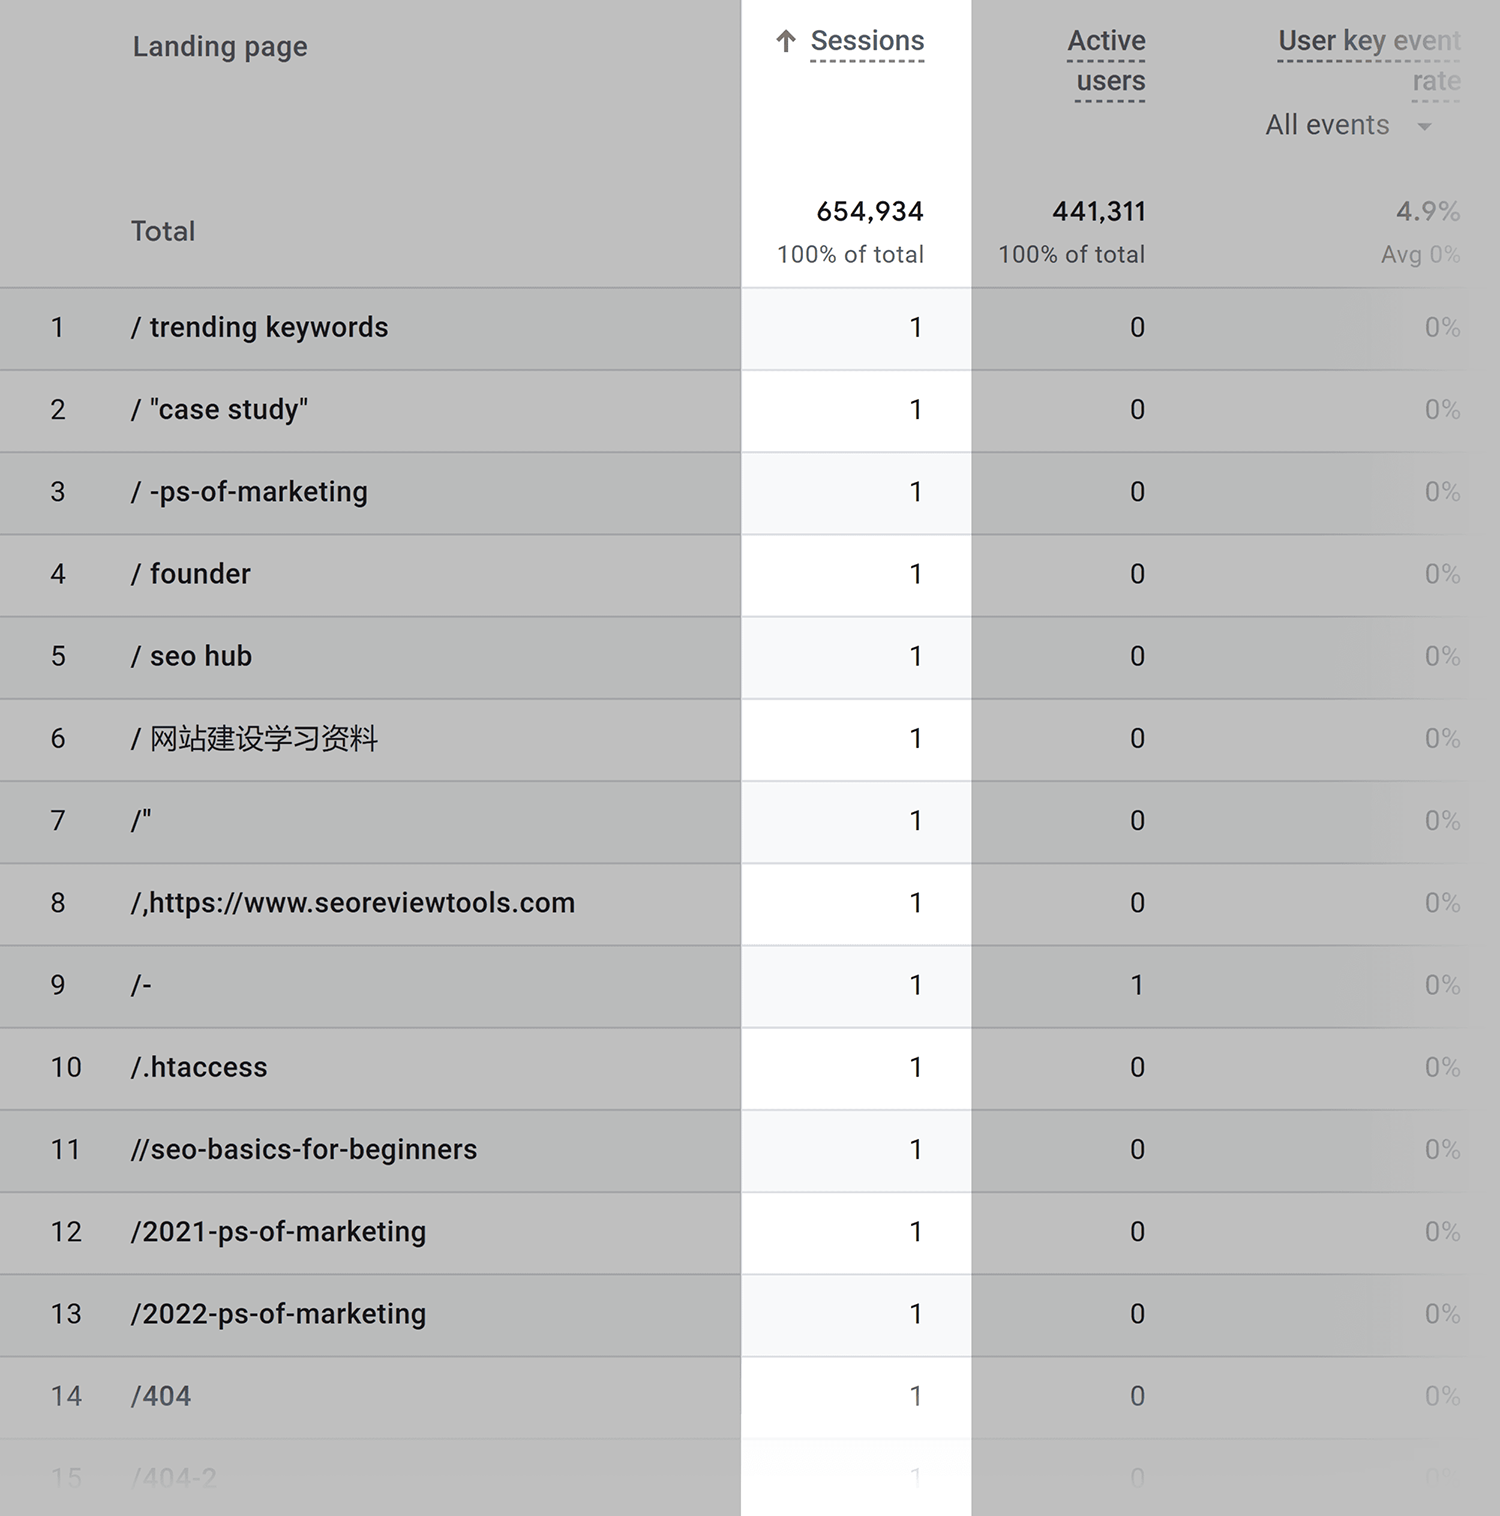 Landing page ↑ Sessions Active users User key event rate
All events
Total 654,934 441,311 4.9%
100% of total 100% of total Avg 0%
1 / trending keywords 1 0 0%
2 / "case study" 1 0 0%
3 / -ps-of-marketing 1 0 0%
4 / founder 1 0 0%
5 / seo hub 1 0 0%
6 / 网站建设学习资料 1 0 0%
7 /" 1 0 0%
8 /,https://www.seoreviewtools.com 1 0 0%
9 /- 1 1 0%
10 /.htaccess 1 0 0%
11 //seo-basics-for-beginners 1 0 0%
12 /2021-ps-of-marketing 1 0 0%
13 /2022-ps-of-marketing 1 0 0%
14 /404 1 0 0%
15 /404-2 1 0 0%